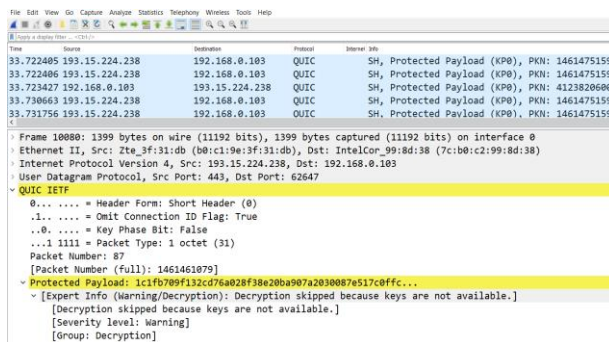 File Edit View Go Capture Analyze Statistics Telephony Wireless Tools Help
Apply a display filter ... <Ctrl-/>
Time Source Destination Protocol Internal Info
33.722405 193.15.224.238 192.168.0.103 QUIC SH, Protected Payload (KP0), PKN: 146147515
33.722406 193.15.224.238 192.168.0.103 QUIC SH, Protected Payload (KP0), PKN: 146147515
33.723427 192.168.0.103 193.15.224.238 QUIC SH, Protected Payload (KP0), PKN: 412382060
33.730663 193.15.224.238 192.168.0.103 QUIC SH, Protected Payload (KP0), PKN: 146147515
33.731756 193.15.224.238 192.168.0.103 QUIC SH, Protected Payload (KP0), PKN: 146147515
Frame 10080: 1399 bytes on wire (11192 bits), 1399 bytes captured (11192 bits) on interface 0
Ethernet II, Src: Zte_3f:31:db (b0:c1:9e:3f:31:db), Dst: IntelCor_99:8d:38 (7c:b0:c2:99:8d:38)
Internet Protocol Version 4, Src: 193.15.224.238, Dst: 192.168.0.103
User Datagram Protocol, Src Port: 443, Dst Port: 62647
QUIC IETF
0... .... = Header Form: Short Header (0)
.1.. .... = Omit Connection ID Flag: True
..0. .... = Key Phase Bit: False
...1 1111 = Packet Type: 1 octet (31)
Packet Number: 87
[Packet Number (full): 1461461079]
Protected Payload: 1c1fb709f132cd76a028f38e20ba907a2030087e517c0ffc...
[Expert Info (Warning/Decryption): Decryption skipped because keys are not available.]
[Decryption skipped because keys are not available.]
[Severity level: Warning]
[Group: Decryption]